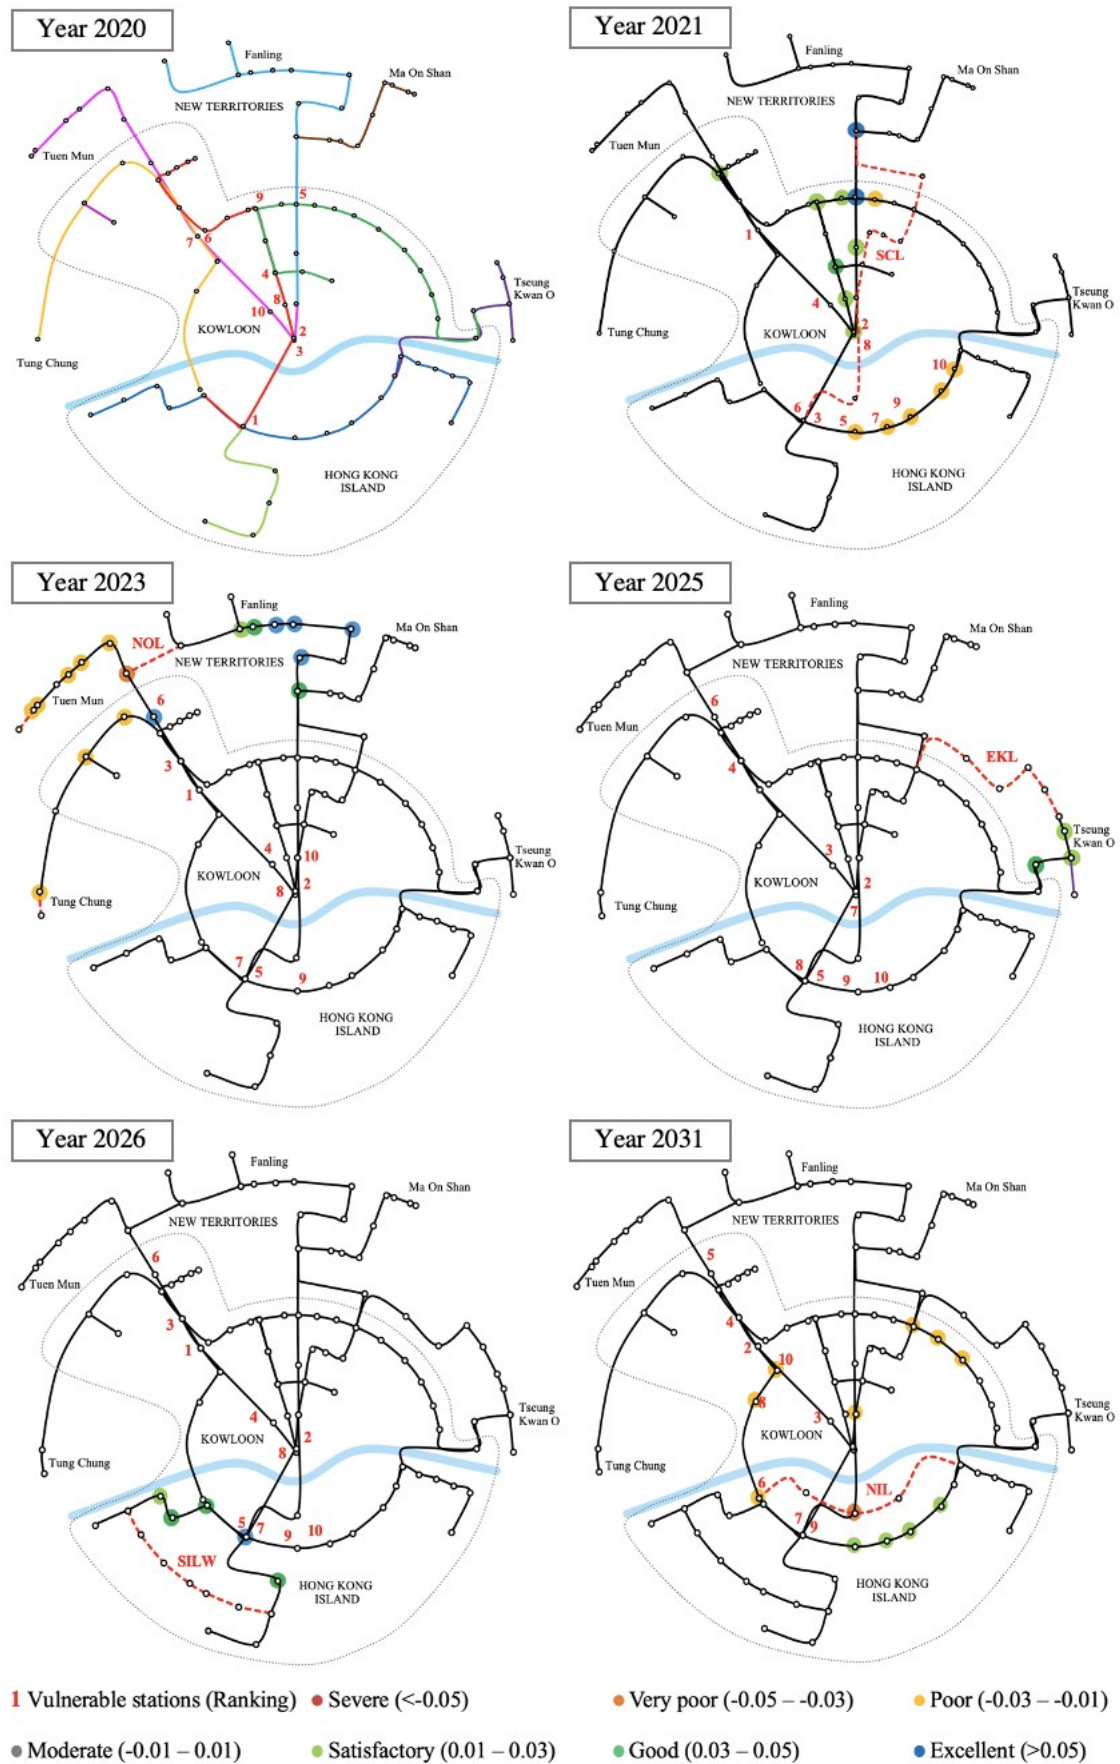 Year 2020
Fanling
Ma On Shan
NEW TERRITORIES
Tuen Mun
9
5
7
6
4
8
10
Tseung
Kwan O
KOWLOON
2
3
Tung Chung
1
HONG KONG
ISLAND
Year 2021
Fanling
Ma On Shan
NEW TERRITORIES
Tuen Mun
1
SCL
4
Tseung
Kwan O
Tung Chung
KOWLOON
2
8
10
6
3
5
7
9
HONG KONG
ISLAND
Year 2023
Fanling
Ma On Shan
NOL
NEW TERRITORIES
Tuen Mun
6
3
1
4
10
Tseung
Kwan O
KOWLOON
8
2
Tung Chung
7
5
9
HONG KONG
ISLAND
Year 2025
Fanling
Ma On Shan
NEW TERRITORIES
Tuen Mun
6
4
EKL
Tseung
Kwan O
3
KOWLOON
2
7
Tung Chung
8
5
9
10
HONG KONG
ISLAND
Year 2026
Fanling
Ma On Shan
NEW TERRITORIES
Tuen Mun
6
3
1
4
Tseung
Kwan O
KOWLOON
8
2
Tung Chung
5
7
9
10
SILW
HONG KONG
ISLAND
Year 2031
Fanling
Ma On Shan
NEW TERRITORIES
Tuen Mun
5
4
2
10
8
3
Tseung
Kwan O
KOWLOON
Tung Chung
6
NIL
7
9
HONG KONG
ISLAND
1 Vulnerable stations (Ranking)
Severe (<-0.05)
Very poor (-0.05 – -0.03)
Poor (-0.03 – -0.01)
Moderate (-0.01 – 0.01)
Satisfactory (0.01 – 0.03)
Good (0.03 – 0.05)
Excellent (>0.05)